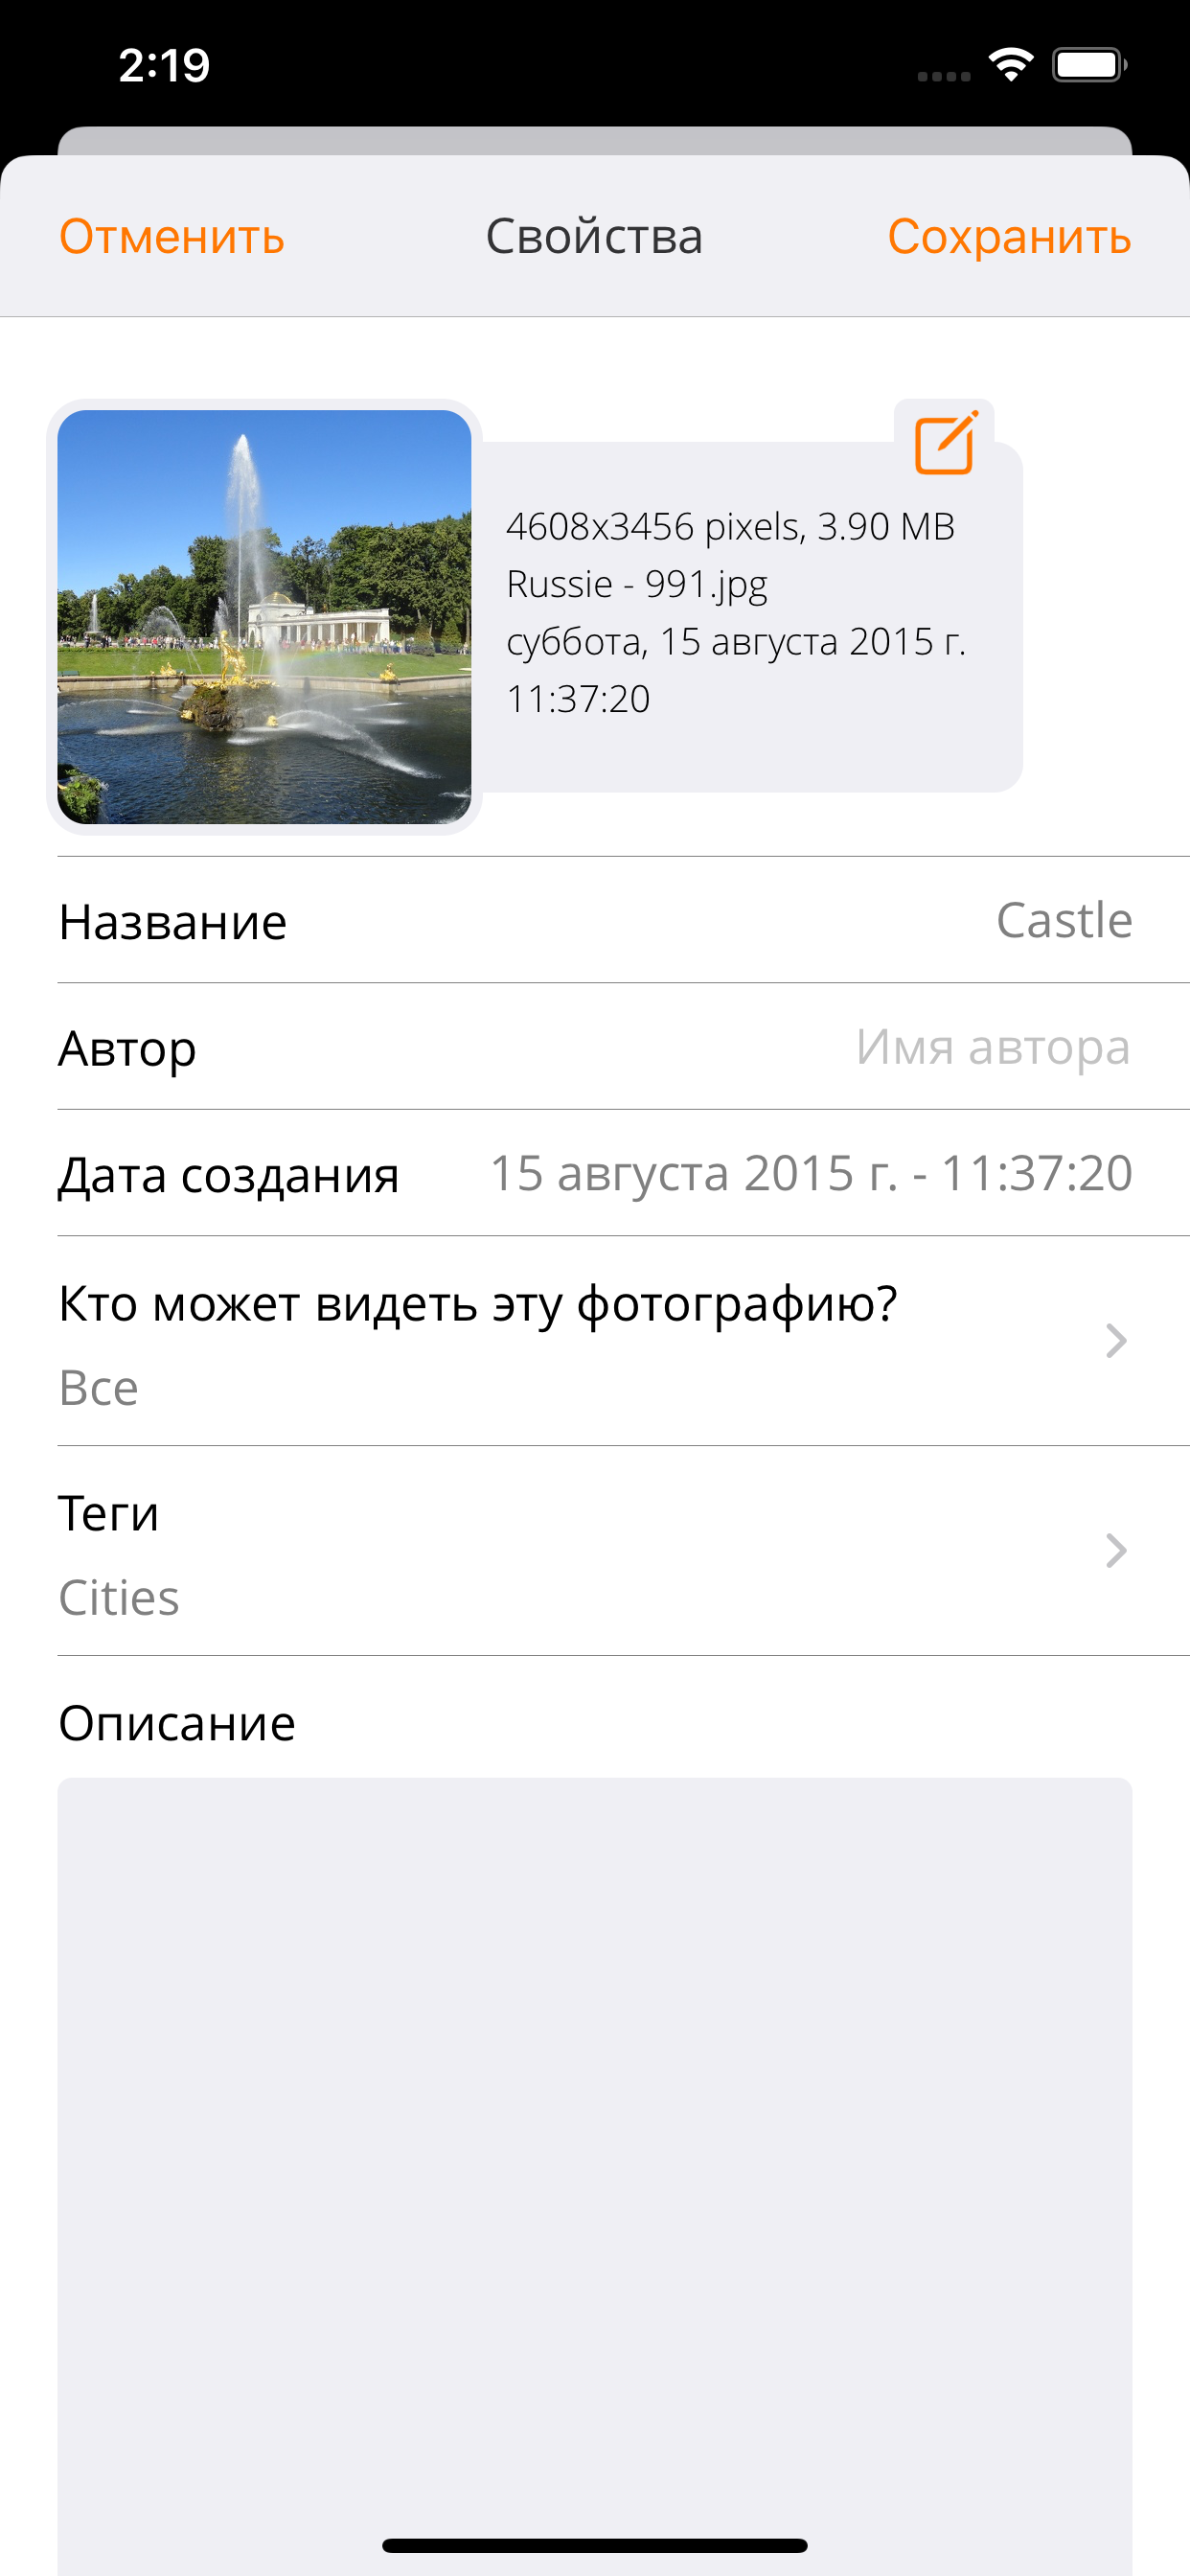 2:19
Отменить
Свойства
Сохранить
4608x3456 pixels, 3.90 MB
Russie - 991.jpg
суббота, 15 августа 2015 г.
11:37:20
Название
Castle
Автор
Имя автора
Дата создания
15 августа 2015 г. - 11:37:20
Кто может видеть эту фотографию?
Все
Теги
Cities
Описание